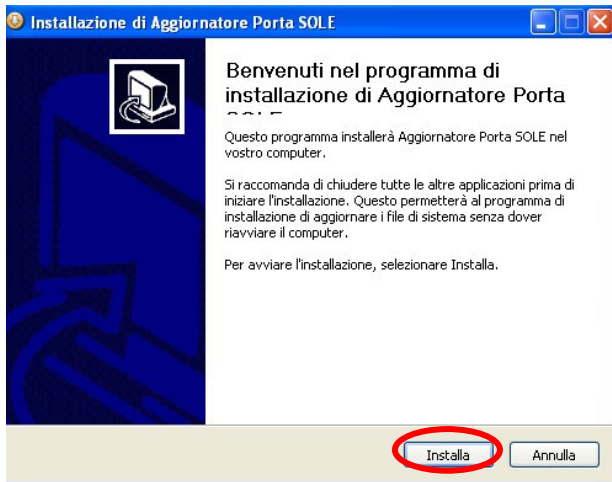 Installazione di Aggiornatore Porta SOLE
Benvenuti nel programma di
installazione di Aggiornatore Porta
Questo programma installerà Aggiornatore Porta SOLE nel
vostro computer.
Si raccomanda di chiudere tutte le altre applicazioni prima di
iniziare l'installazione. Questo permetterà al programma di
installazione di aggiornare i file di sistema senza dover
riavviare il computer.
Per avviare l'installazione, selezionare Installa.
Installa
Annulla